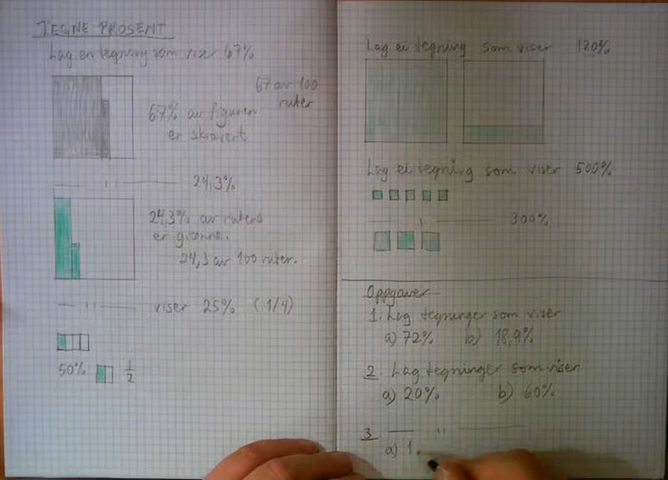 TEGNE PROSENT
Lag en tegning som viser 67%
67 av 100
ruter
67% av figuren
er skravert
— " — 24,3%
24,3% av rutene
er grønne.
24,3 av 100 ruter.
— " — viser 25% (1/4)
50% 1/2
Lag ei tegning som viser 120%
Lag ei tegning som viser 500%
— " — 300%
Oppgaver
1. Lag tegninger som viser
a) 72% b) 18,9%
2. Lag tegninger som viser
a) 20% b) 60%
3 — " —
a) 1